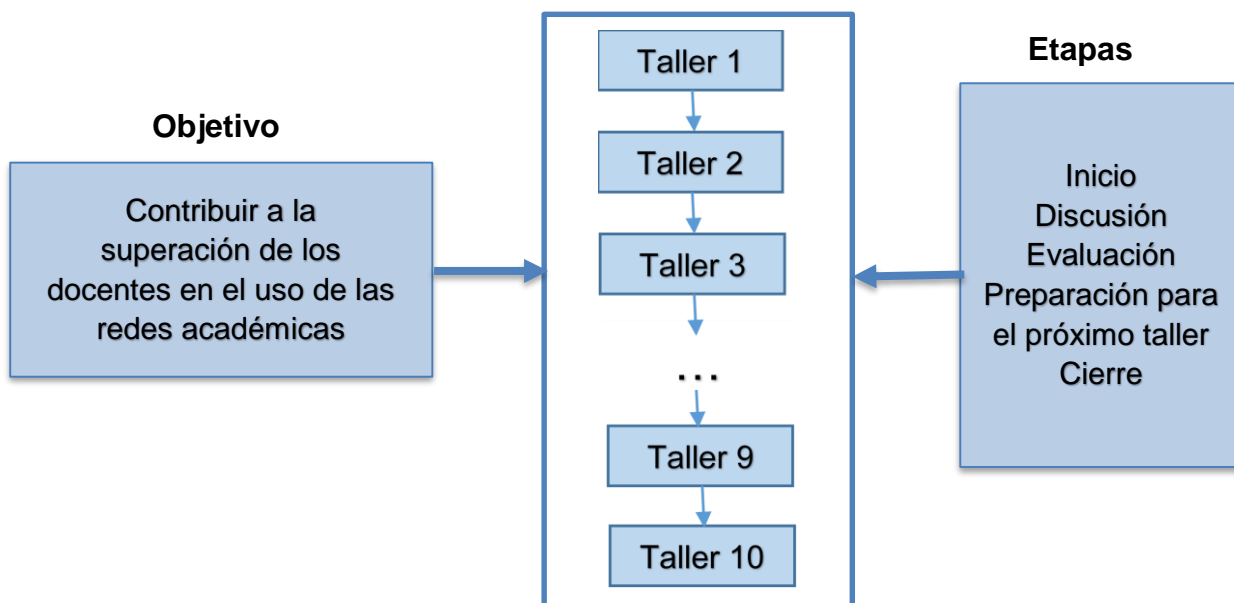 Objetivo
Contribuir a la
superación de los
docentes en el uso de las
redes académicas
Taller 1
Taller 2
Taller 3
...
Taller 9
Taller 10
Etapas
Inicio
Discusión
Evaluación
Preparación para
el próximo taller
Cierre